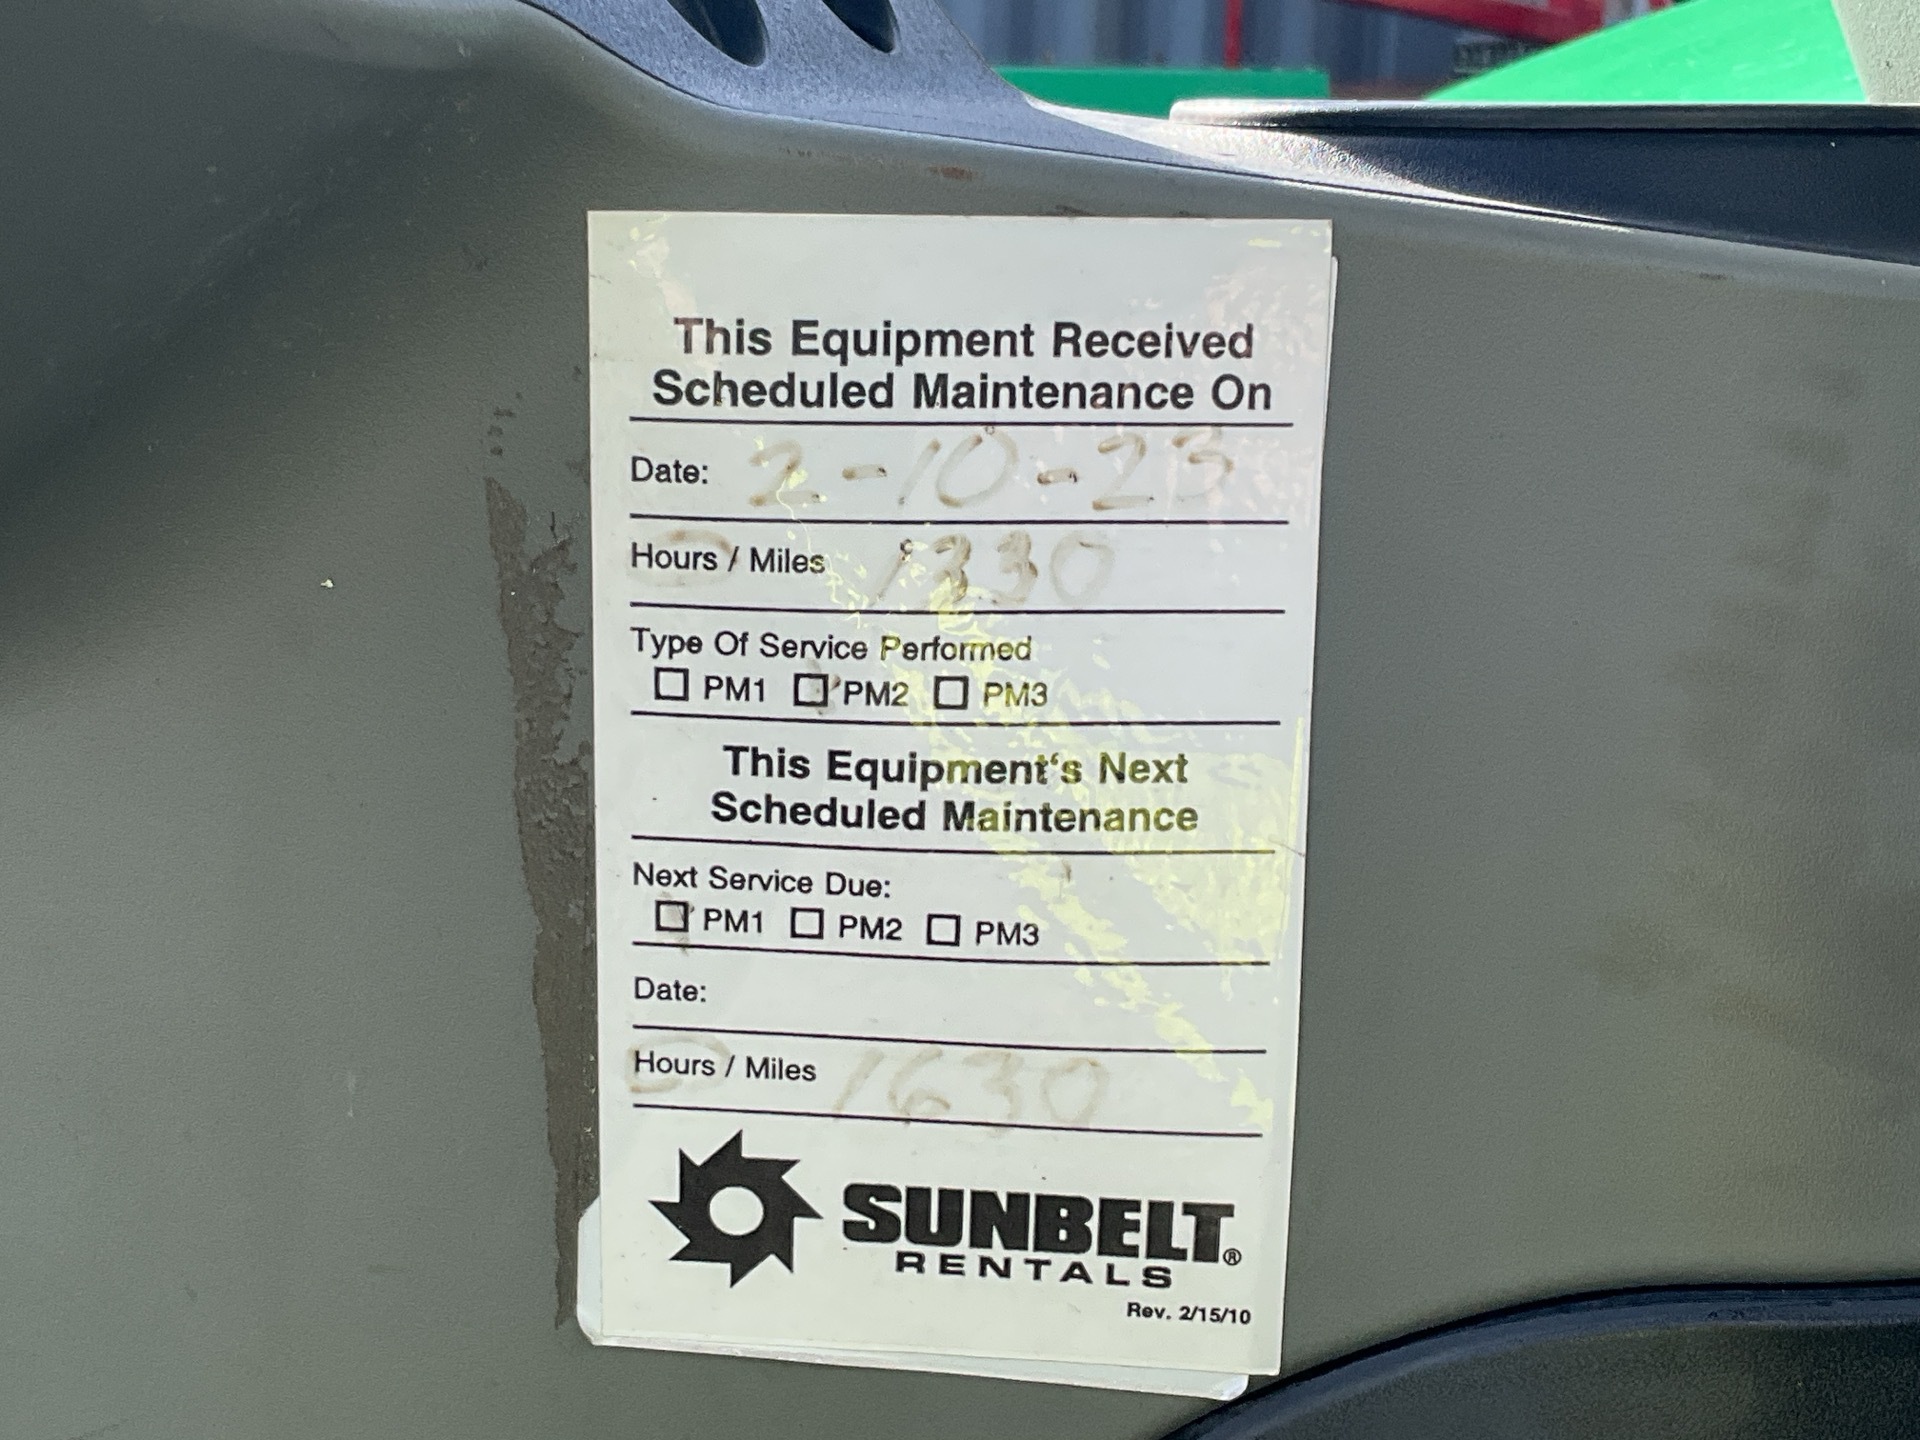 This Equipment Received
Scheduled Maintenance On
Date: 2-10-23
Hours / Miles 1330
Type Of Service Performed
☐ PM1 ☐ PM2 ☐ PM3
This Equipment's Next
Scheduled Maintenance
Next Service Due:
☐ PM1 ☐ PM2 ☐ PM3
Date:
Hours / Miles 1630
SUNBELT®
RENTALS
Rev. 2/15/10